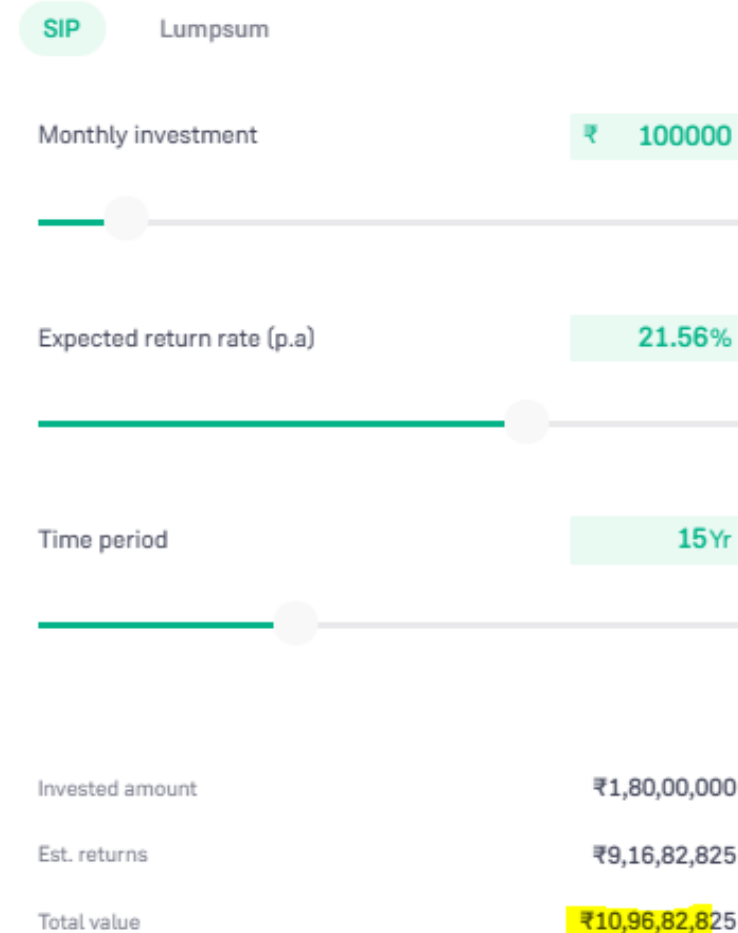 SIP Lumpsum
Monthly investment ₹ 100000
Expected return rate (p.a) 21.56%
Time period 15Yr
Invested amount ₹1,80,00,000
Est. returns ₹9,16,82,825
Total value ₹10,96,82,825